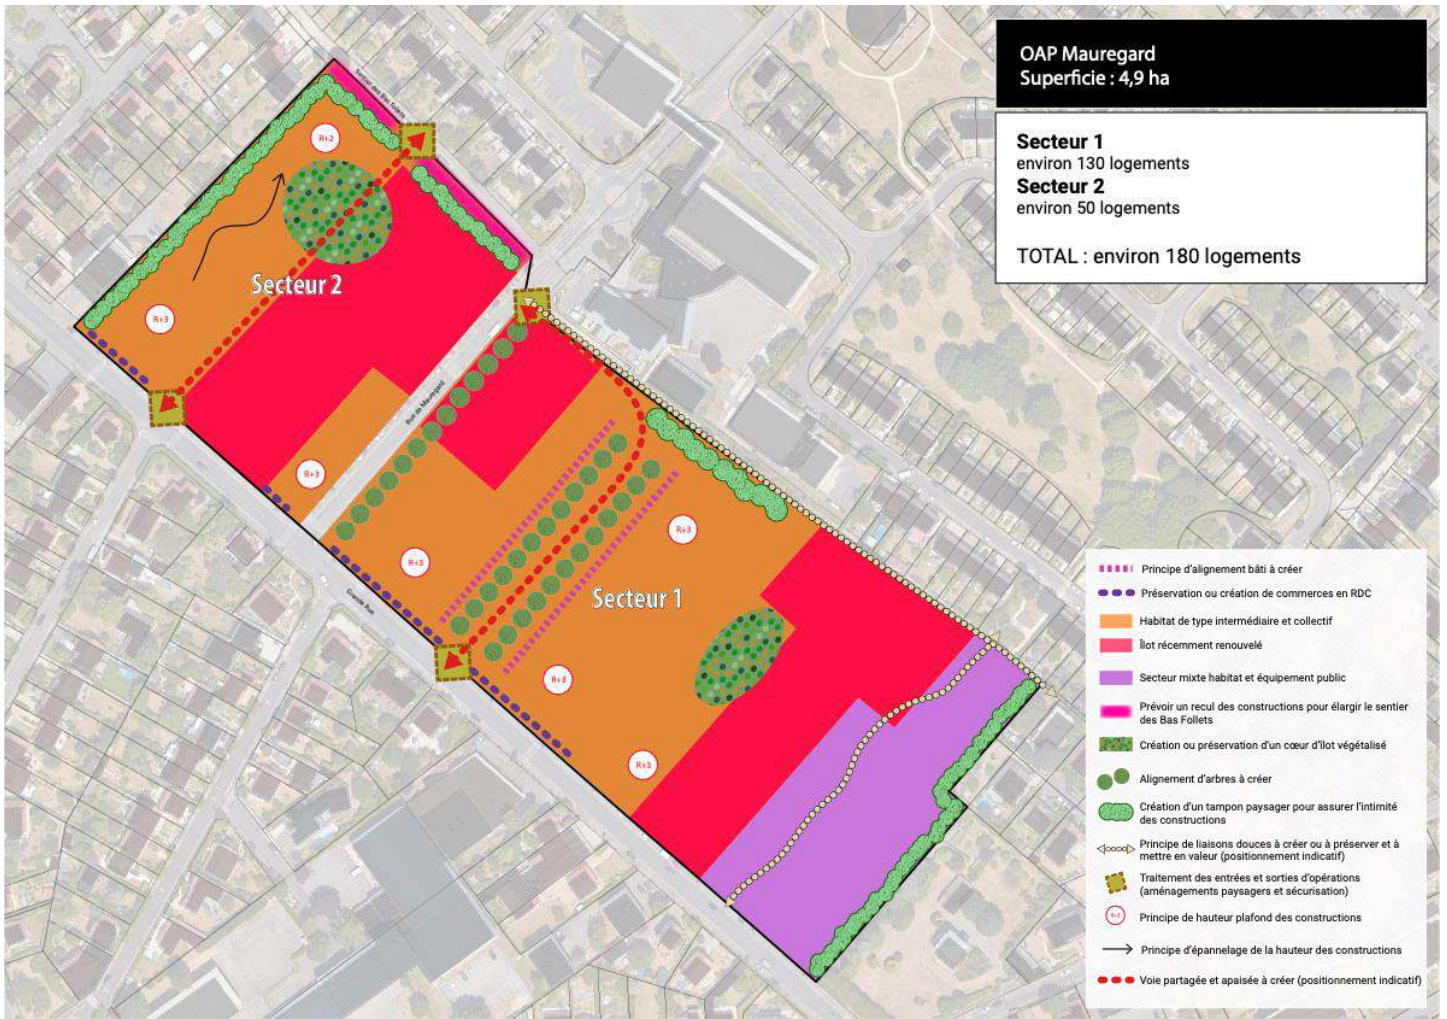 OAP Mauregard
Superficie : 4,9 ha
Secteur 1
environ 130 logements
Secteur 2
environ 50 logements
TOTAL : environ 180 logements
Sentier des Bas Follets
R+2
Secteur 2
R+3
Rue de Mauregard
R+3
Grande Rue
R+3
R+3
Secteur 1
R+3
R+3
Principe d'alignement bâti à créer
Préservation ou création de commerces en RDC
Habitat de type intermédiaire et collectif
Îlot récemment renouvelé
Secteur mixte habitat et équipement public
Prévoir un recul des constructions pour élargir le sentier
des Bas Follets
Création ou préservation d'un cœur d'îlot végétalisé
Alignement d'arbres à créer
Création d'un tampon paysager pour assurer l'intimité
des constructions
Principe de liaisons douces à créer ou à préserver et à
mettre en valeur (positionnement indicatif)
Traitement des entrées et sorties d'opérations
(aménagements paysagers et sécurisation)
Principe de hauteur plafond des constructions
Principe d'épannelage de la hauteur des constructions
Voie partagée et apaisée à créer (positionnement indicatif)